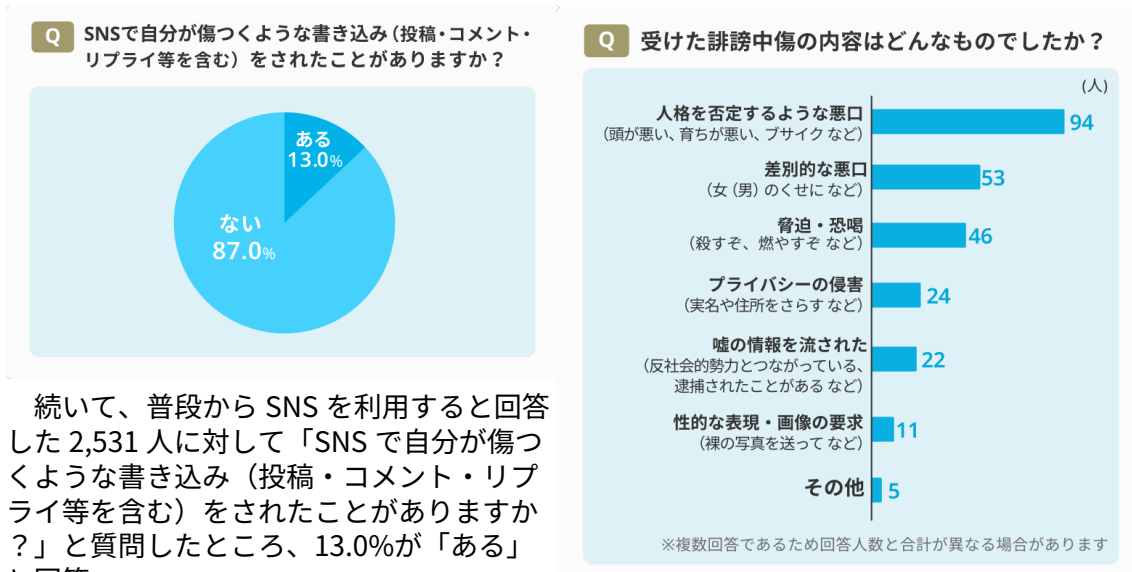 Q
SNSで自分が傷つくような書き込み（投稿・コメント・
リプライ等を含む）をされたことがありますか？
ある
13.0%
ない
87.0%
続いて、普段から SNS を利用すると回答
した 2,531 人に対して「SNS で自分が傷つ
くような書き込み（投稿・コメント・リプ
ライ等を含む）をされたことがありますか
？」と質問したところ、13.0%が「ある」
Q 受けた誹謗中傷の内容はどんなものでしたか？
(人)
人格を否定するような悪口
（頭が悪い、育ちが悪い、ブサイク など）
94
差別的な悪口
（女（男）のくせに など）
53
脅迫・恐喝
（殺すぞ、燃やすぞ など）
46
プライバシーの侵害
（実名や住所をさらす など）
24
嘘の情報を流された
（反社会的勢力とつながっている、
逮捕されたことがある など）
22
性的な表現・画像の要求
（裸の写真を送って など）
11
その他
5
※複数回答であるため回答人数と合計が異なる場合があります